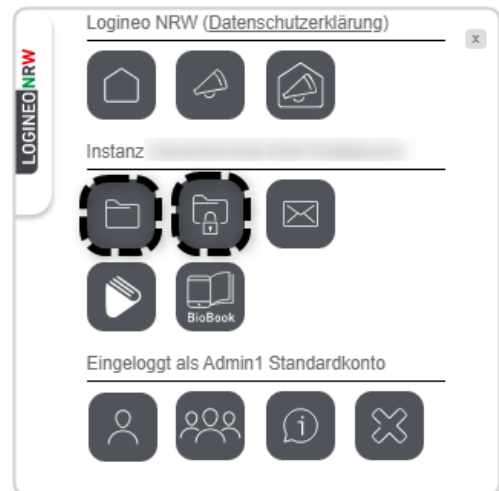 Logineo NRW (Datenschutzerklärung)
x
LOGINEO NRW
Instanz
BioBook
Eingeloggt als Admin1 Standardkonto